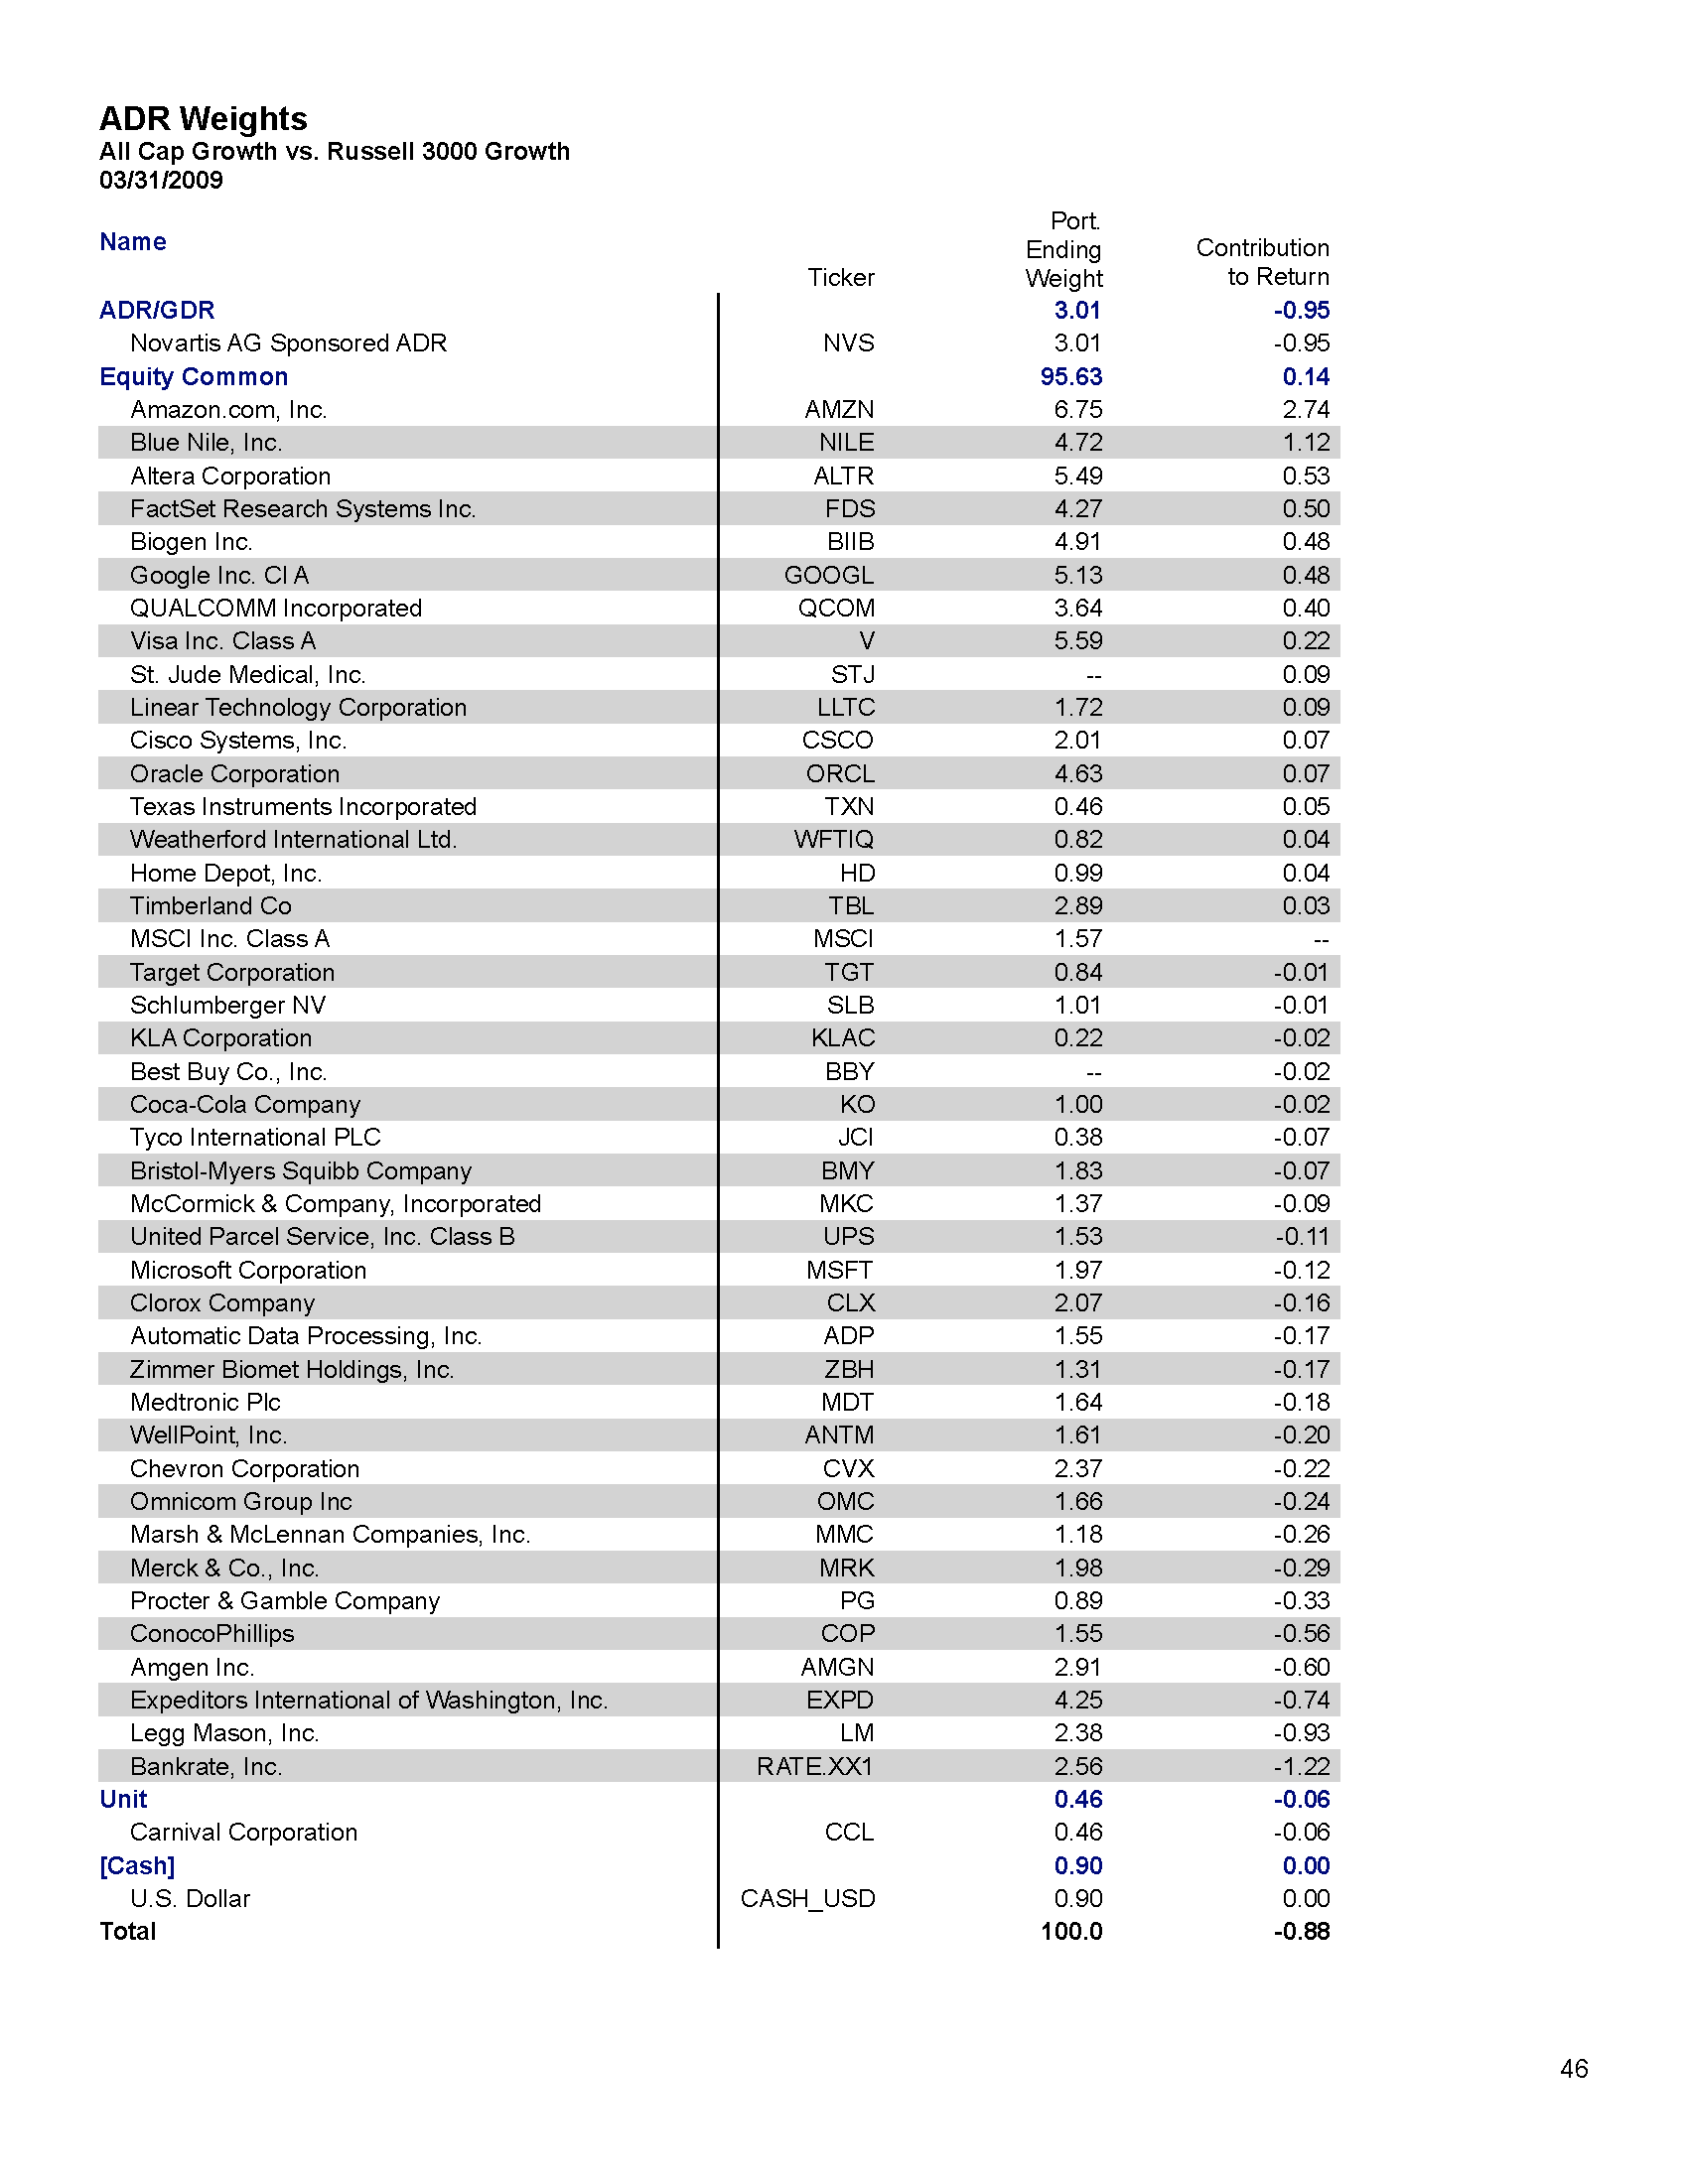 ADR Weights
All Cap Growth vs. Russell 3000 Growth
03/31/2009
Name Ticker Port. Ending Weight Contribution to Return
ADR/GDR 3.01 -0.95
Novartis AG Sponsored ADR NVS 3.01 -0.95
Equity Common 95.63 0.14
Amazon.com, Inc. AMZN 6.75 2.74
Blue Nile, Inc. NILE 4.72 1.12
Altera Corporation ALTR 5.49 0.53
FactSet Research Systems Inc. FDS 4.27 0.50
Biogen Inc. BIIB 4.91 0.48
Google Inc. Cl A GOOGL 5.13 0.48
QUALCOMM Incorporated QCOM 3.64 0.40
Visa Inc. Class A V 5.59 0.22
St. Jude Medical, Inc. STJ -- 0.09
Linear Technology Corporation LLTC 1.72 0.09
Cisco Systems, Inc. CSCO 2.01 0.07
Oracle Corporation ORCL 4.63 0.07
Texas Instruments Incorporated TXN 0.46 0.05
Weatherford International Ltd. WFTIQ 0.82 0.04
Home Depot, Inc. HD 0.99 0.04
Timberland Co TBL 2.89 0.03
MSCI Inc. Class A MSCI 1.57 --
Target Corporation TGT 0.84 -0.01
Schlumberger NV SLB 1.01 -0.01
KLA Corporation KLAC 0.22 -0.02
Best Buy Co., Inc. BBY -- -0.02
Coca-Cola Company KO 1.00 -0.02
Tyco International PLC JCI 0.38 -0.07
Bristol-Myers Squibb Company BMY 1.83 -0.07
McCormick & Company, Incorporated MKC 1.37 -0.09
United Parcel Service, Inc. Class B UPS 1.53 -0.11
Microsoft Corporation MSFT 1.97 -0.12
Clorox Company CLX 2.07 -0.16
Automatic Data Processing, Inc. ADP 1.55 -0.17
Zimmer Biomet Holdings, Inc. ZBH 1.31 -0.17
Medtronic Plc MDT 1.64 -0.18
WellPoint, Inc. ANTM 1.61 -0.20
Chevron Corporation CVX 2.37 -0.22
Omnicom Group Inc OMC 1.66 -0.24
Marsh & McLennan Companies, Inc. MMC 1.18 -0.26
Merck & Co., Inc. MRK 1.98 -0.29
Procter & Gamble Company PG 0.89 -0.33
ConocoPhillips COP 1.55 -0.56
Amgen Inc. AMGN 2.91 -0.60
Expeditors International of Washington, Inc. EXPD 4.25 -0.74
Legg Mason, Inc. LM 2.38 -0.93
Bankrate, Inc. RATE.XX1 2.56 -1.22
Unit 0.46 -0.06
Carnival Corporation CCL 0.46 -0.06
[Cash] 0.90 0.00
U.S. Dollar CASH_USD 0.90 0.00
Total 100.0 -0.88
46